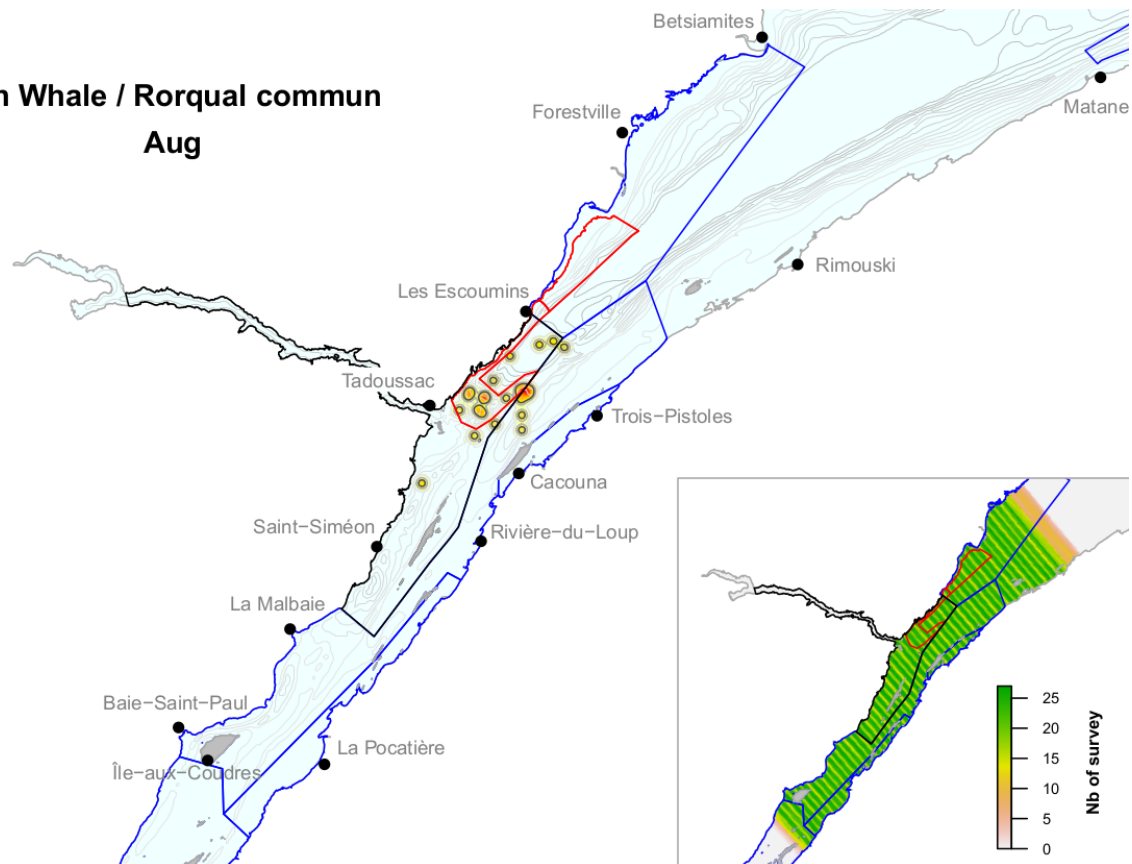 Betsiamites
n Whale / Rorqual commun
Aug
Forestville
Matane
Rimouski
Les Escoumins
Tadoussac
Trois−Pistoles
Cacouna
Saint−Siméon
Rivière−du−Loup
La Malbaie
Baie−Saint−Paul
La Pocatière
Île−aux−Coudres
25
20
15
10
5
0
Nb of survey